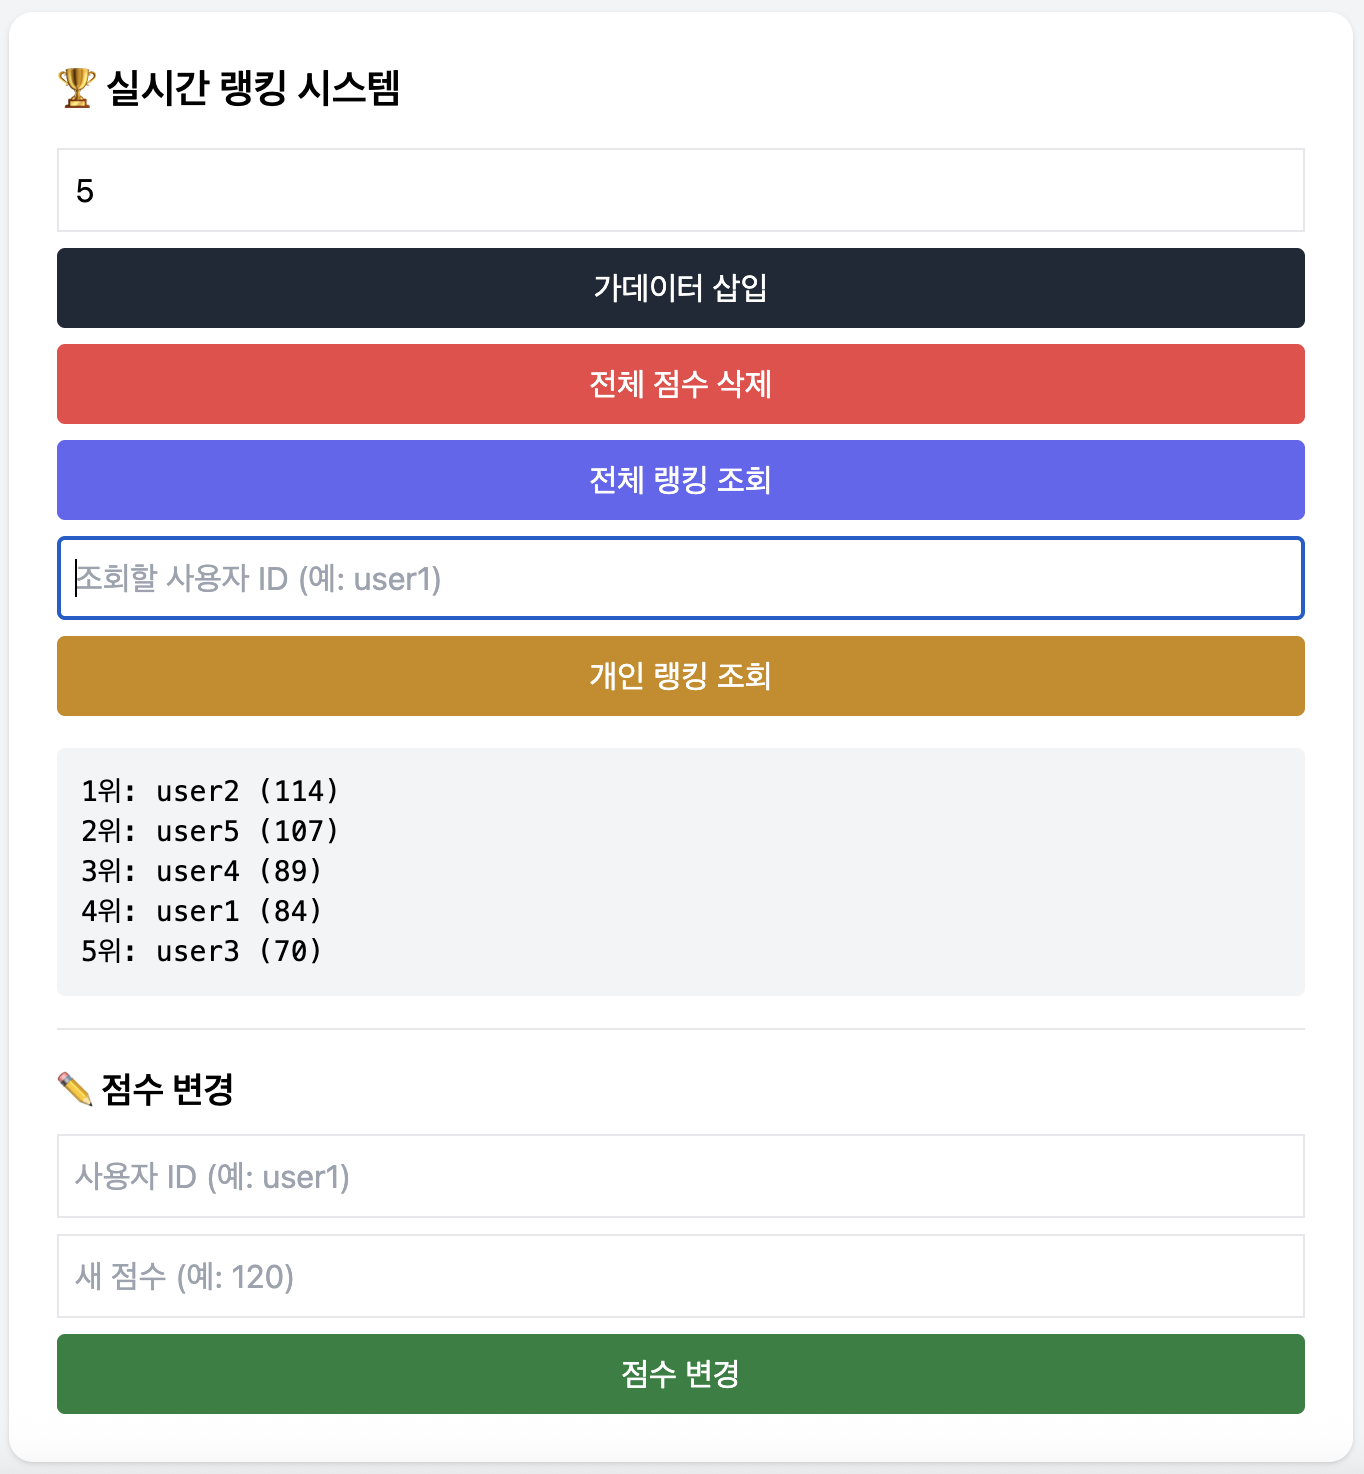 🏆 실시간 랭킹 시스템
5
가데이터 삽입
전체 점수 삭제
전체 랭킹 조회
조회할 사용자 ID (예: user1)
개인 랭킹 조회
1위: user2 (114)
2위: user5 (107)
3위: user4 (89)
4위: user1 (84)
5위: user3 (70)
✏️ 점수 변경
사용자 ID (예: user1)
새 점수 (예: 120)
점수 변경